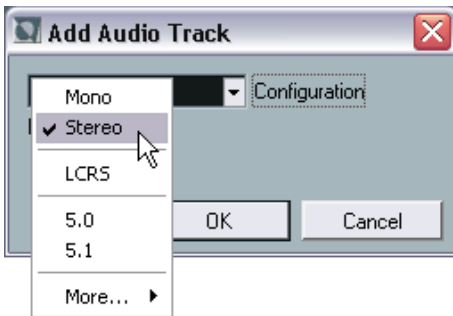 Add Audio Track
Mono
Configuration
Stereo
LCRS
5.0
OK
Cancel
5.1
More...